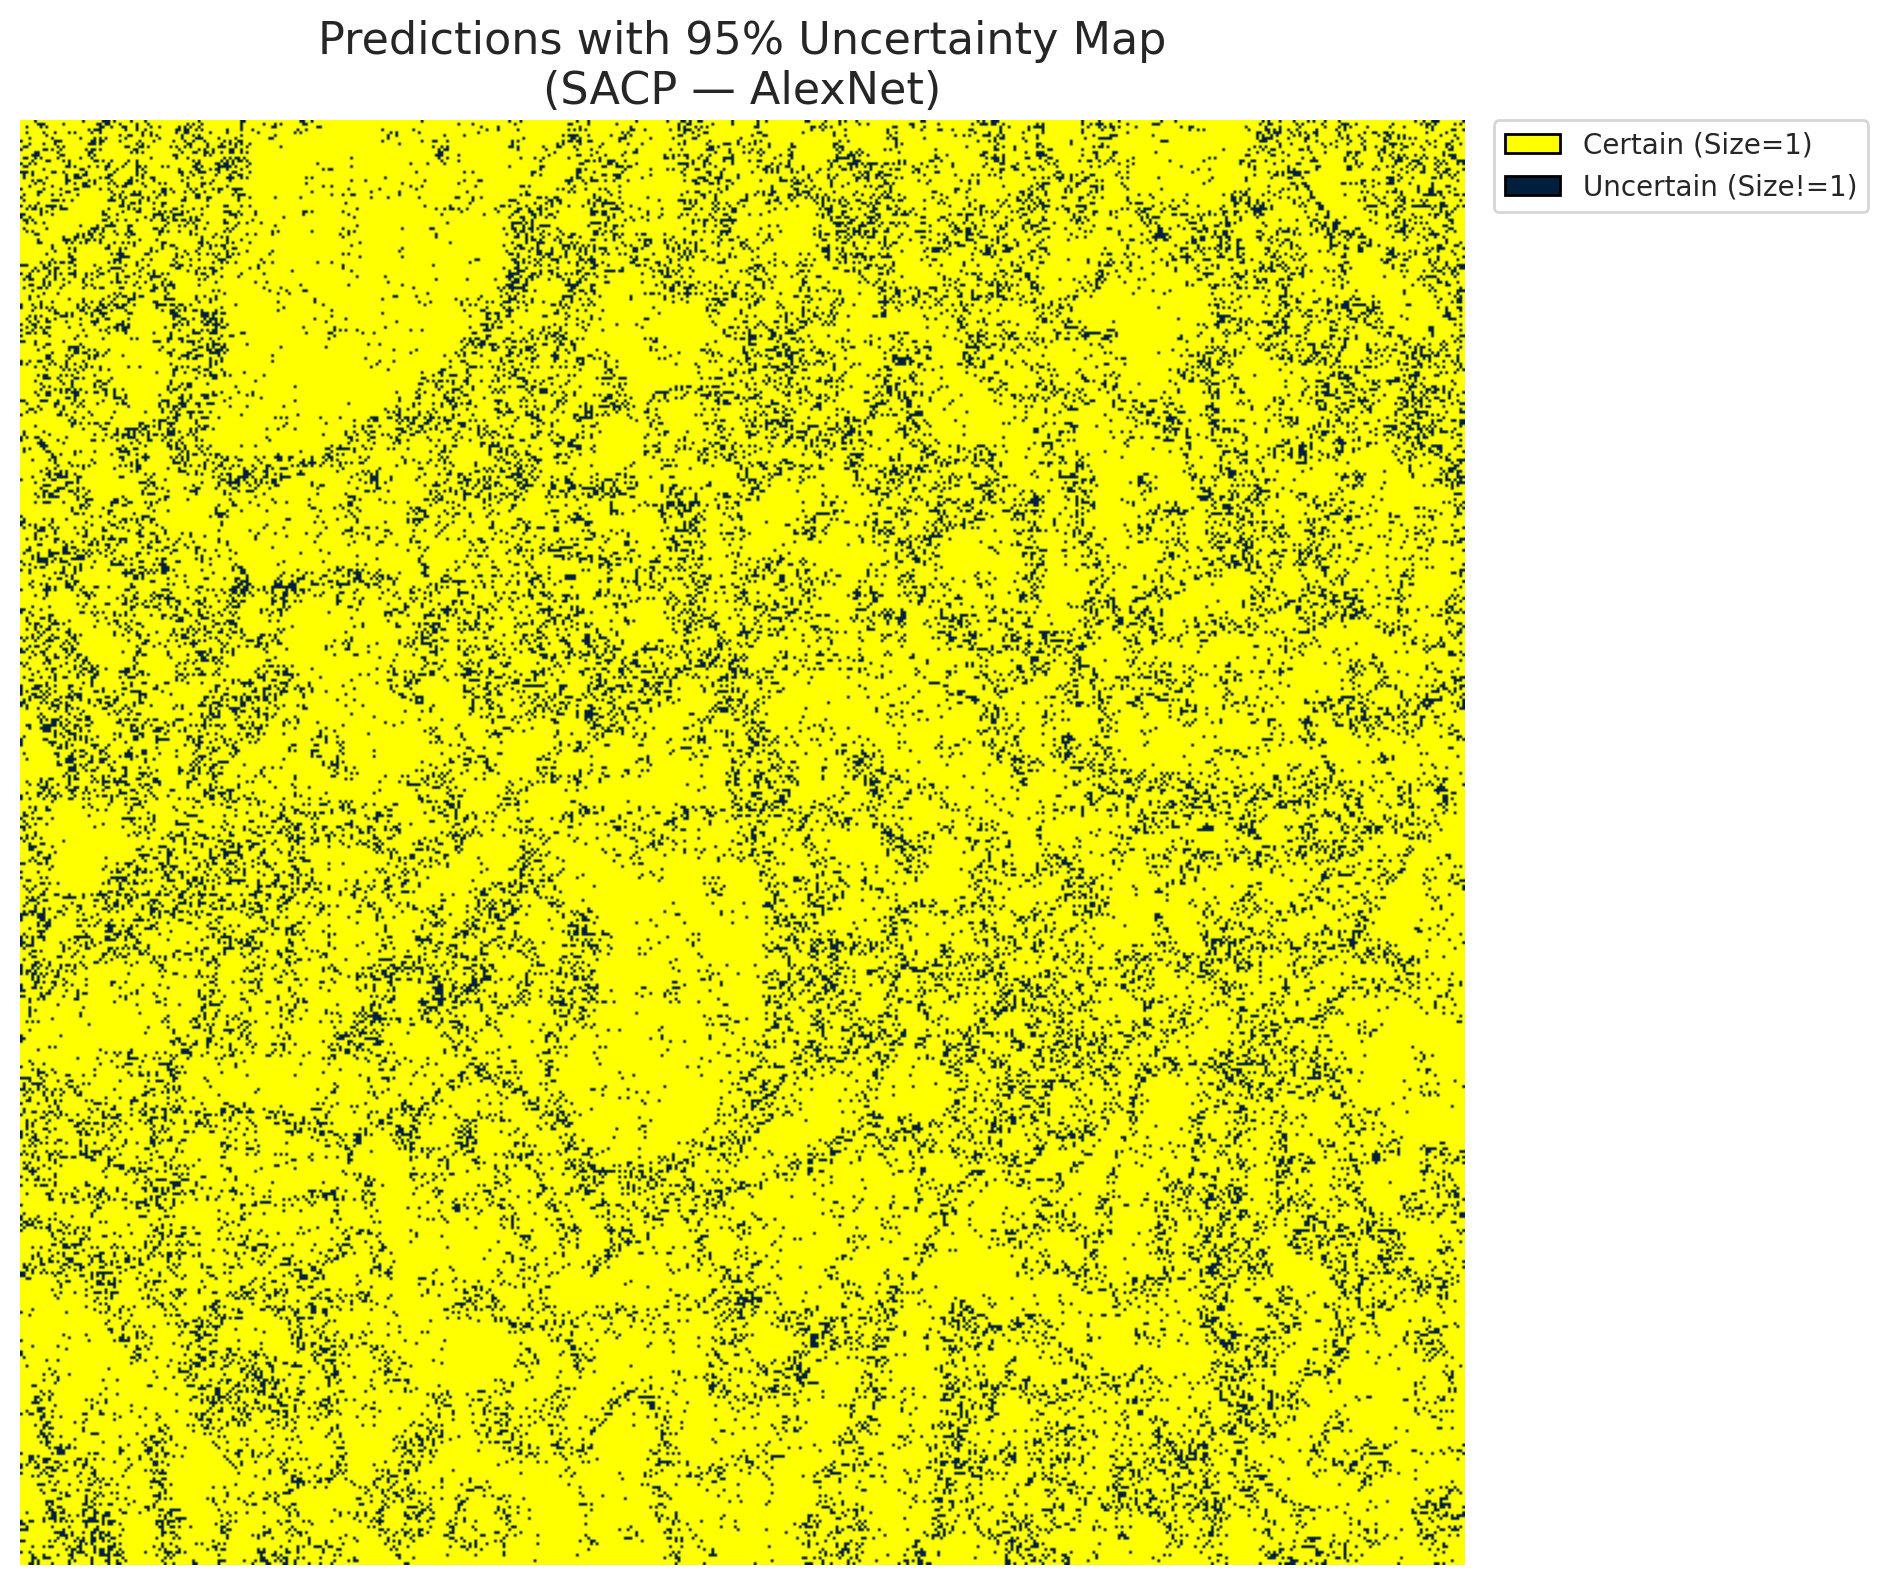 Predictions with 95% Uncertainty Map
(SACP — AlexNet)
Certain (Size=1)
Uncertain (Size!=1)